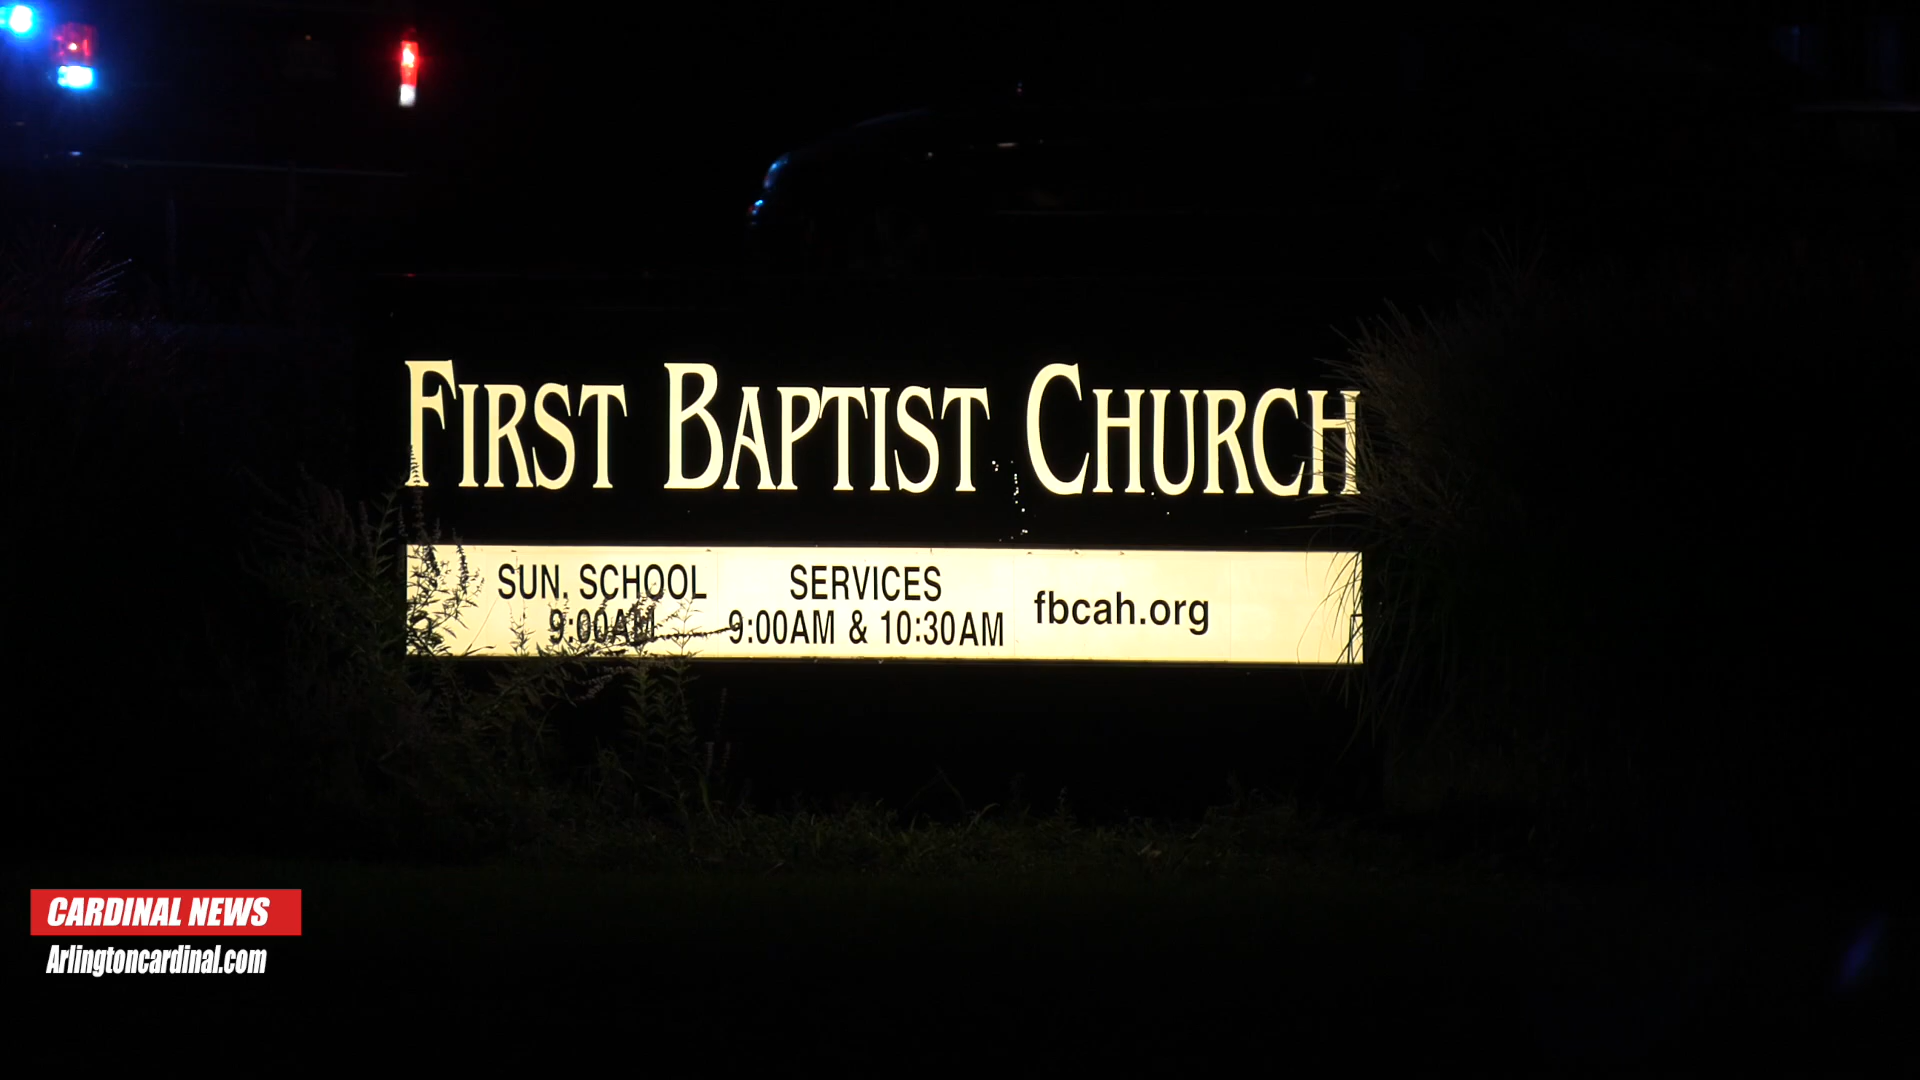 FIRST BAPTIST CHURCH
SUN. SCHOOL
9:00AM
SERVICES
9:00AM & 10:30AM
fbcah.org
CARDINAL NEWS
Arlingtoncardinal.com